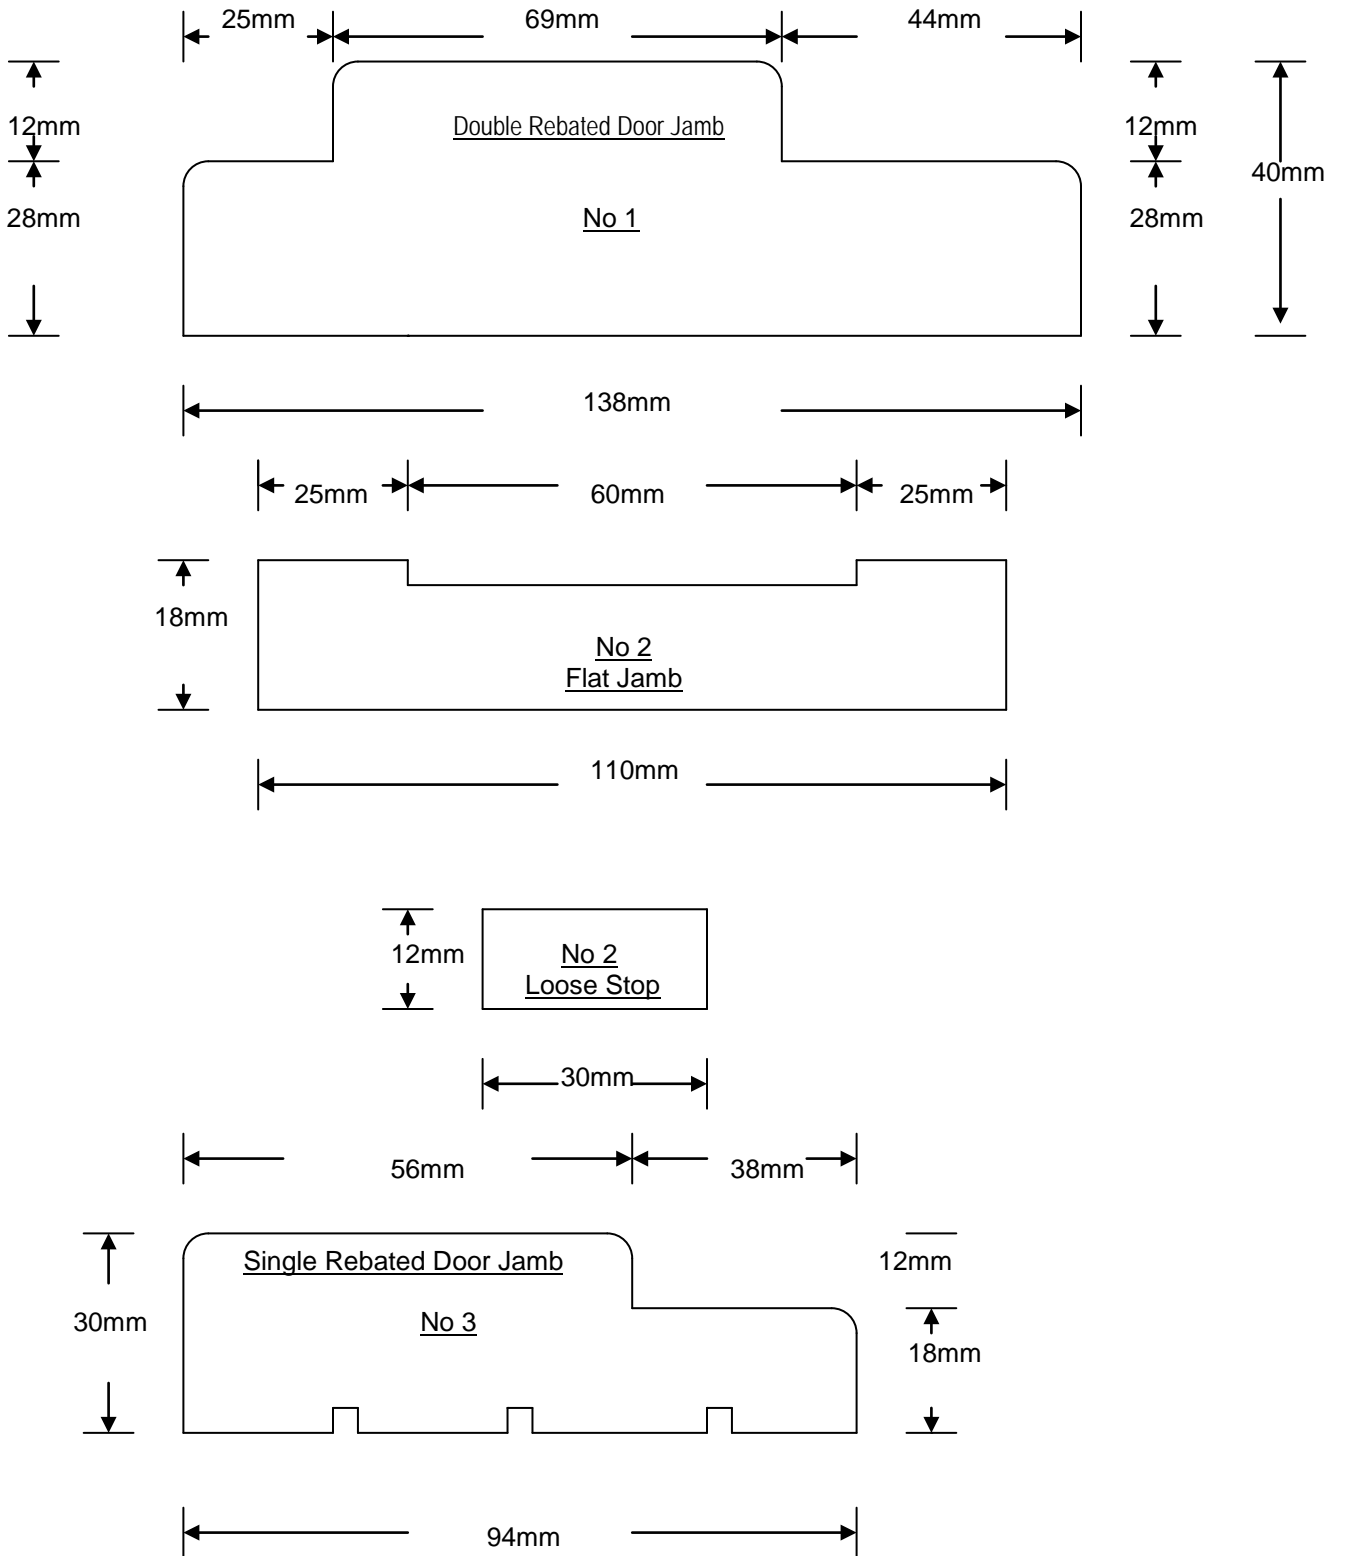 25mm 69mm 44mm
12mm Double Rebated Door Jamb 12mm
40mm
28mm No 1 28mm
138mm
25mm 60mm 25mm
18mm
No 2
Flat Jamb
110mm
12mm No 2
Loose Stop
30mm
56mm 38mm
Single Rebated Door Jamb 12mm
30mm No 3
18mm
94mm